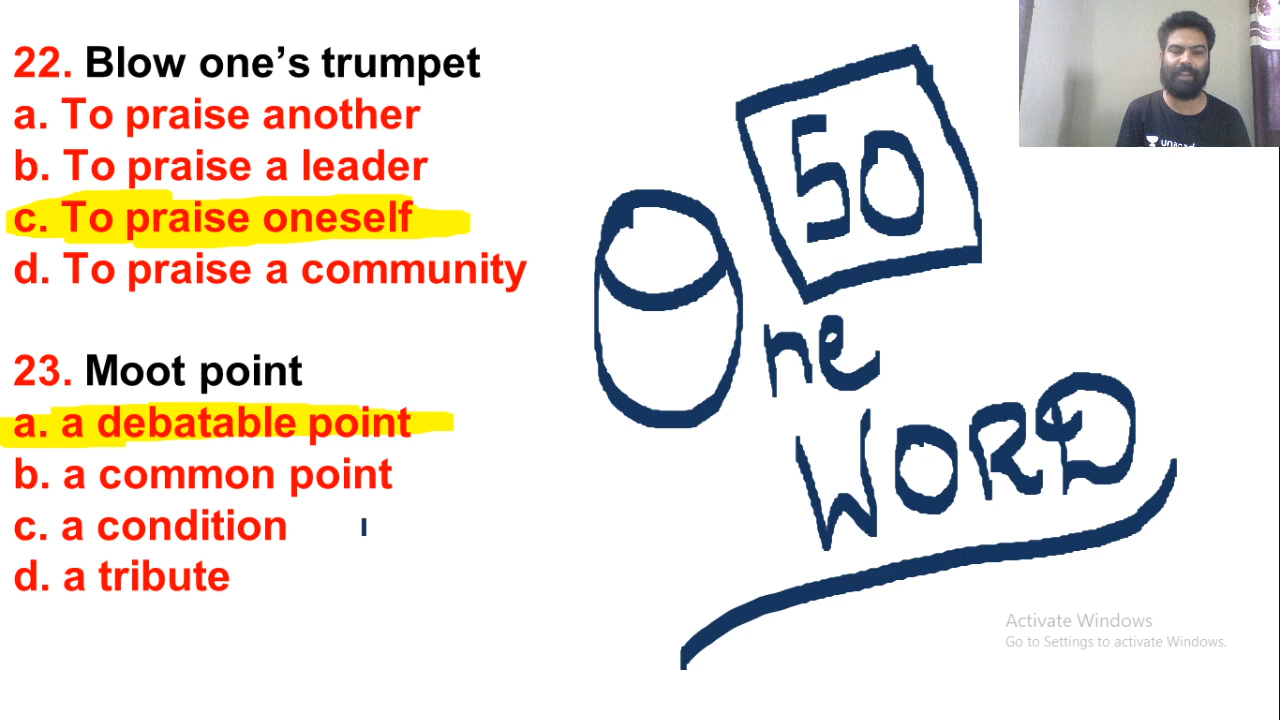 22. Blow one’s trumpet
a. To praise another
b. To praise a leader
c. To praise oneself
d. To praise a community
23. Moot point
a. a debatable point
b. a common point
c. a condition
d. a tribute
50
One
WORD
Activate Windows
Go to Settings to activate Windows.